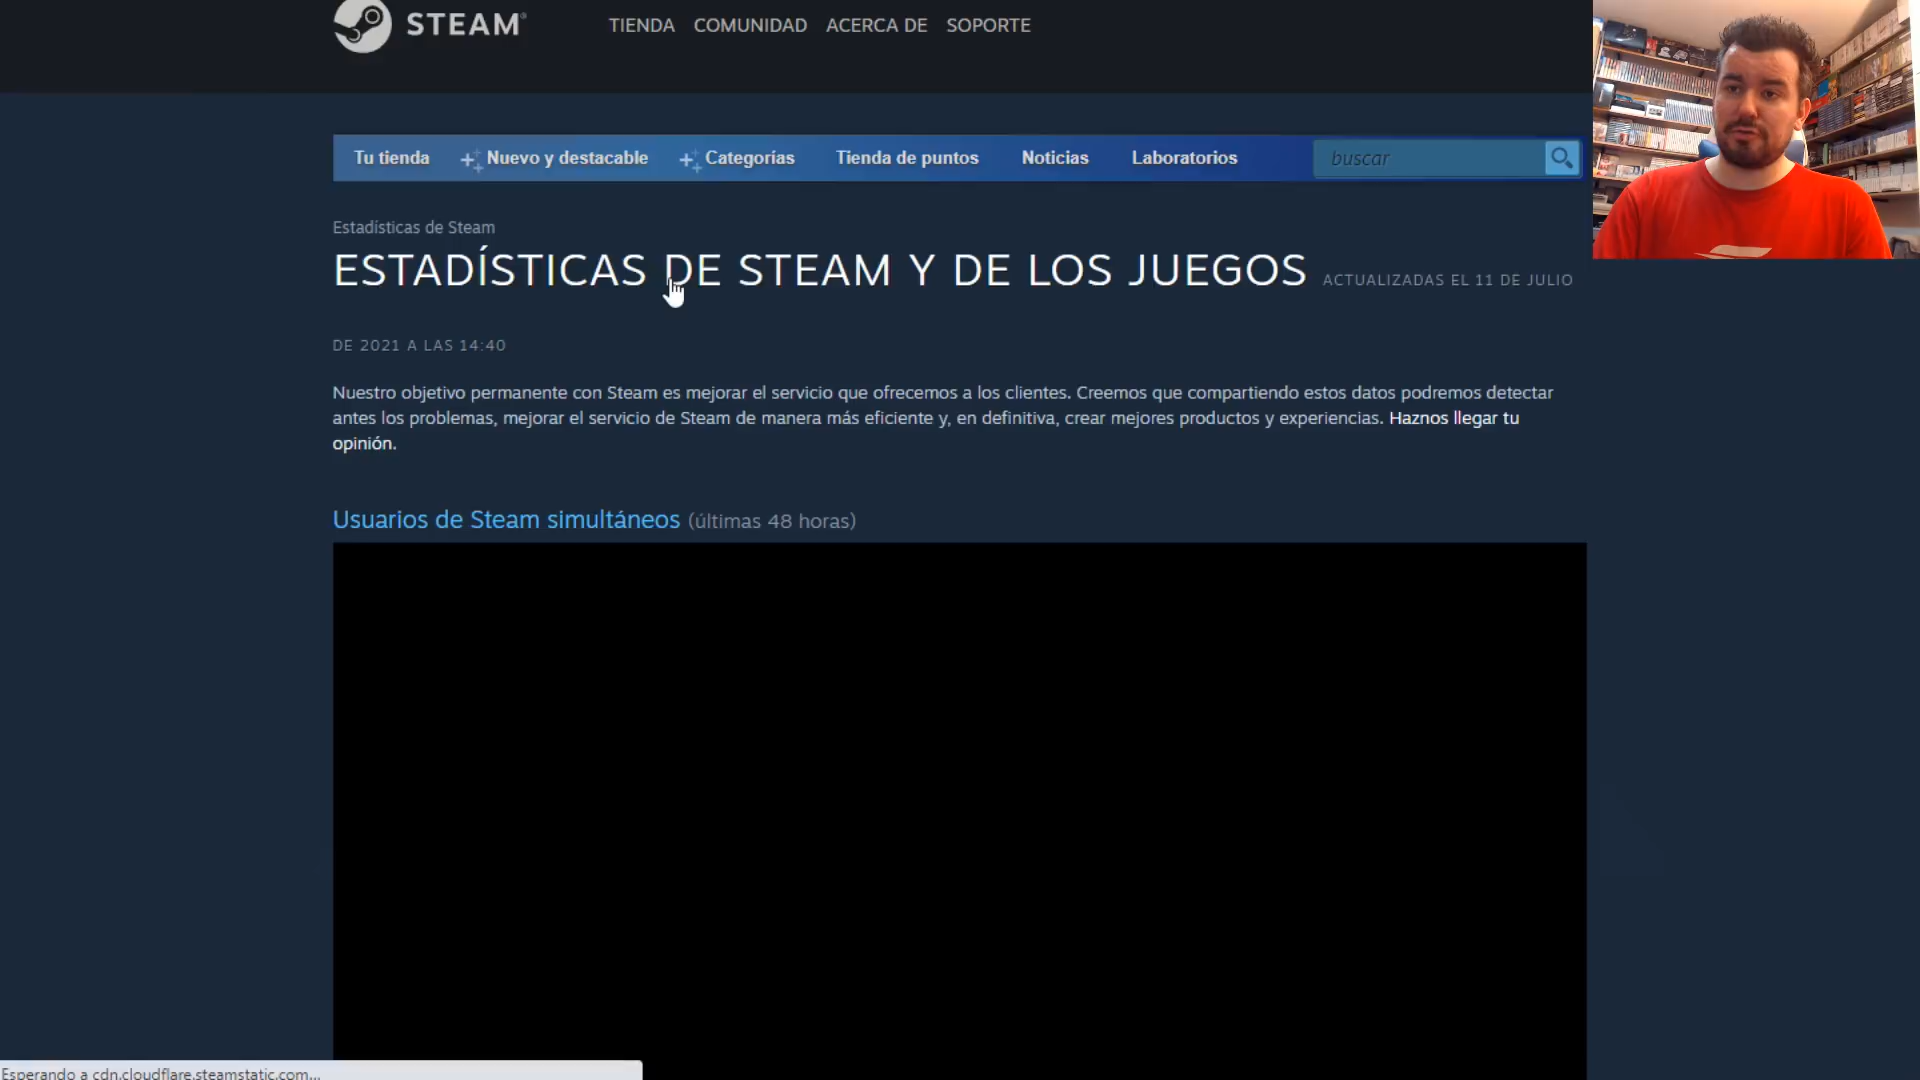 STEAM®
TIENDA COMUNIDAD ACERCA DE SOPORTE
Tu tienda Nuevo y destacable Categorías Tienda de puntos Noticias Laboratorios buscar
Estadísticas de Steam
ESTADÍSTICAS DE STEAM Y DE LOS JUEGOS ACTUALIZADAS EL 11 DE JULIO
DE 2021 A LAS 14:40
Nuestro objetivo permanente con Steam es mejorar el servicio que ofrecemos a los clientes. Creemos que compartiendo estos datos podremos detectar
antes los problemas, mejorar el servicio de Steam de manera más eficiente y, en definitiva, crear mejores productos y experiencias. Haznos llegar tu
opinión.
Usuarios de Steam simultáneos (últimas 48 horas)
Esperando a cdn.cloudflare.steamstatic.com...